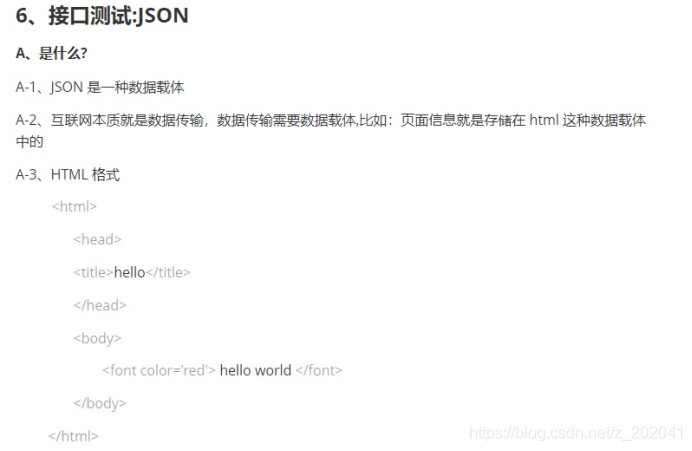 6、接口测试:JSON
A、是什么?
A-1、JSON 是一种数据载体
A-2、互联网本质就是数据传输，数据传输需要数据载体,比如：页面信息就是存储在 html 这种数据载体
中的
A-3、HTML 格式
<html>
<head>
<title>hello</title>
</head>
<body>
<font color='red'> hello world </font>
</body>
</html>
https://blog.csdn.net/z_202041